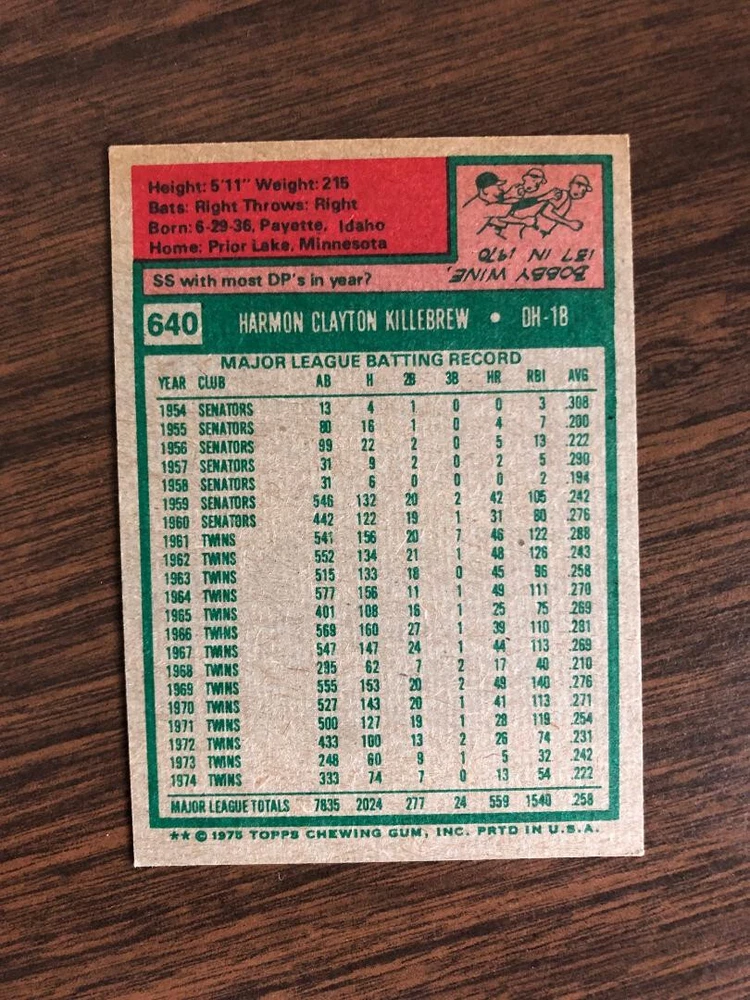 Height: 5'11" Weight: 215
Bats: Right Throws: Right
Born: 6-29-36, Payette, Idaho
Home: Prior Lake, Minnesota
SS with most DP's in year?
BOBBY WINE,
137 IN 1970
640 HARMON CLAYTON KILLEBREW • DH-1B
MAJOR LEAGUE BATTING RECORD
YEAR CLUB AB H 2B 3B HR RBI AVG
1954 SENATORS 13 4 1 0 0 3 .308
1955 SENATORS 80 16 1 0 4 7 .200
1956 SENATORS 99 22 2 0 5 13 .222
1957 SENATORS 31 9 2 0 2 5 .290
1958 SENATORS 31 6 0 0 0 2 .194
1959 SENATORS 546 132 20 2 42 105 .242
1960 SENATORS 442 122 19 1 31 80 .276
1961 TWINS 541 156 20 7 46 122 .288
1962 TWINS 552 134 21 1 48 126 .243
1963 TWINS 515 133 18 0 45 96 .258
1964 TWINS 577 156 11 1 49 111 .270
1965 TWINS 401 108 16 1 25 75 .269
1966 TWINS 569 160 27 1 39 110 .281
1967 TWINS 547 147 24 1 44 113 .269
1968 TWINS 295 62 7 2 17 40 .210
1969 TWINS 555 153 20 2 49 140 .276
1970 TWINS 527 143 20 1 41 113 .271
1971 TWINS 500 127 19 1 28 119 .254
1972 TWINS 433 100 13 2 26 74 .231
1973 TWINS 248 60 9 1 5 32 .242
1974 TWINS 333 74 7 0 13 54 .222
MAJOR LEAGUE TOTALS 7835 2024 277 24 559 1540 .258
★★ © 1975 TOPPS CHEWING GUM, INC. PRTD IN U.S.A.